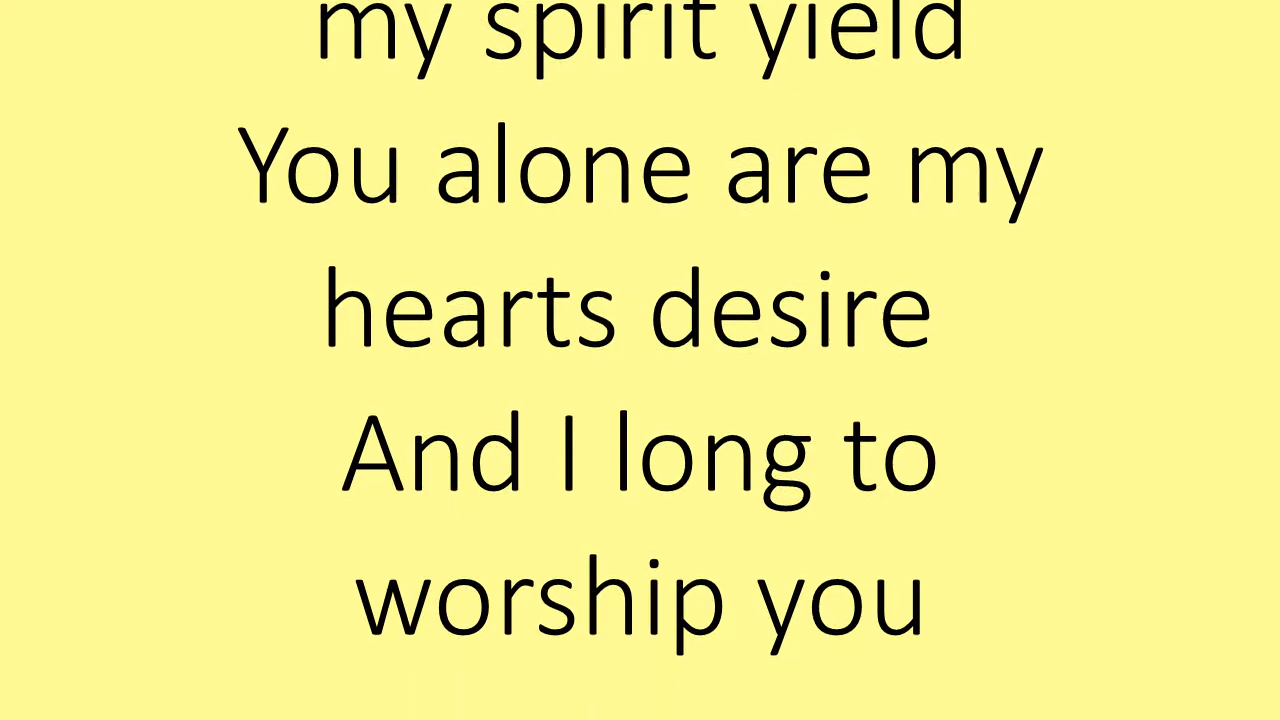 my spirit yield
You alone are my
hearts desire
And I long to
worship you